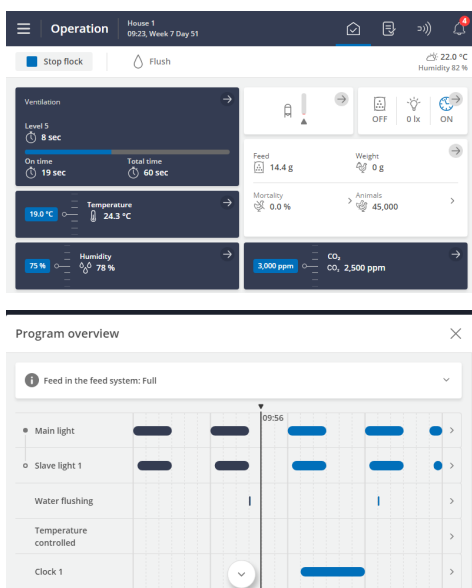 Operation
House 1
09:23, Week 7 Day 51
4
Stop flock
Flush
22.0 °C
Humidity 82 %
Ventilation
Level 5
8 sec
On time
19 sec
Total time
60 sec
OFF
0 lx
ON
Feed
14.4 g
Weight
0 g
Mortality
0.0 %
Animals
45,000
19.0 °C
Temperature
24.3 °C
75 %
Humidity
78 %
3,000 ppm
CO₂
CO₂ 2,500 ppm
Program overview
Feed in the feed system: Full
09:56
Main light
Slave light 1
Water flushing
Temperature
controlled
Clock 1